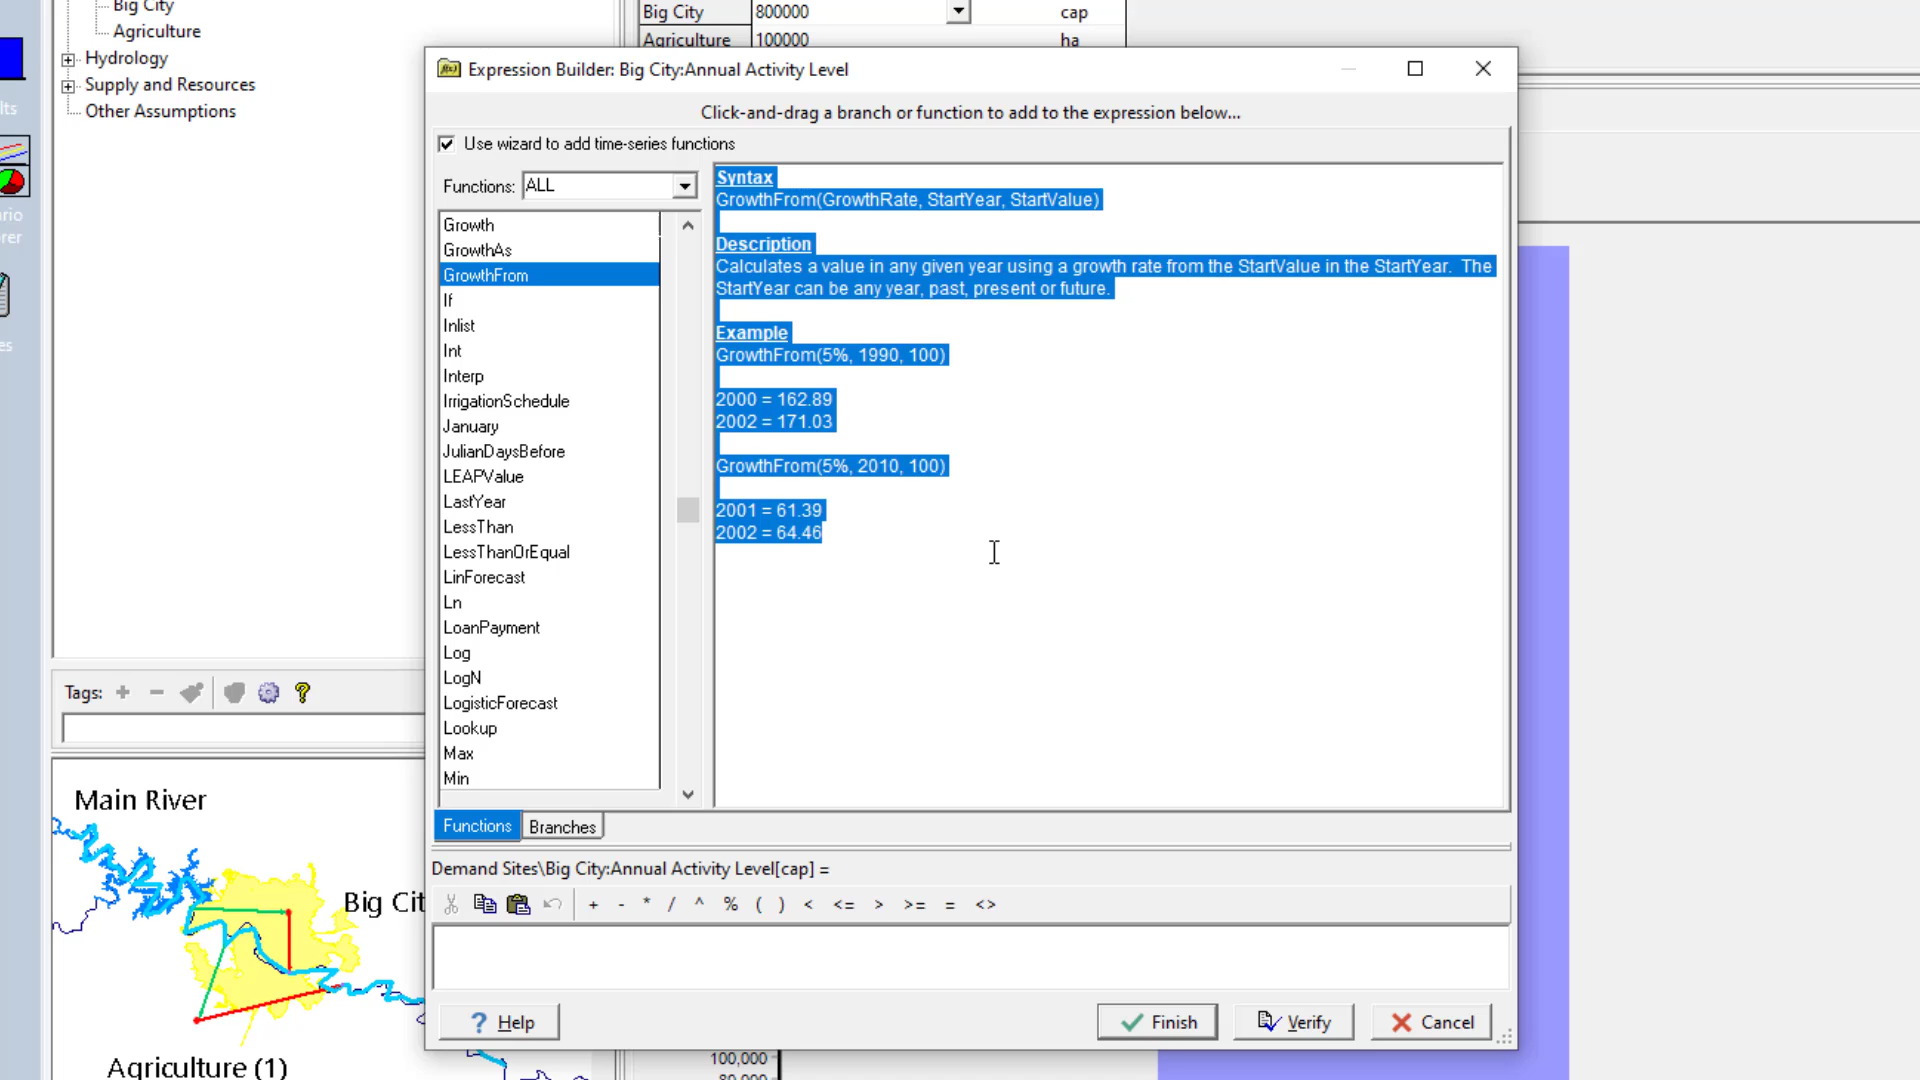 Big City
Agriculture
Hydrology
Supply and Resources
Other Assumptions
Big City 800000 cap
Agriculture 100000 ha
Expression Builder: Big City:Annual Activity Level
Click-and-drag a branch or function to add to the expression below...
Use wizard to add time-series functions
Functions: ALL
Growth
GrowthAs
GrowthFrom
If
Inlist
Int
Interp
IrrigationSchedule
January
JulianDaysBefore
LEAPValue
LastYear
LessThan
LessThanOrEqual
LinForecast
Ln
LoanPayment
Log
LogN
LogisticForecast
Lookup
Max
Min
Syntax
GrowthFrom(GrowthRate, StartYear, StartValue)
Description
Calculates a value in any given year using a growth rate from the StartValue in the StartYear. The
StartYear can be any year, past, present or future.
Example
GrowthFrom(5%, 1990, 100)
2000 = 162.89
2002 = 171.03
GrowthFrom(5%, 2010, 100)
2001 = 61.39
2002 = 64.46
Functions Branches
Demand Sites\Big City:Annual Activity Level[cap] =
+ - * / ^ % ( ) < <= > >= = <>
? Help
Finish
Verify
Cancel
Tags: + - ?
Main River
Big Cit
Agriculture (1)
100,000